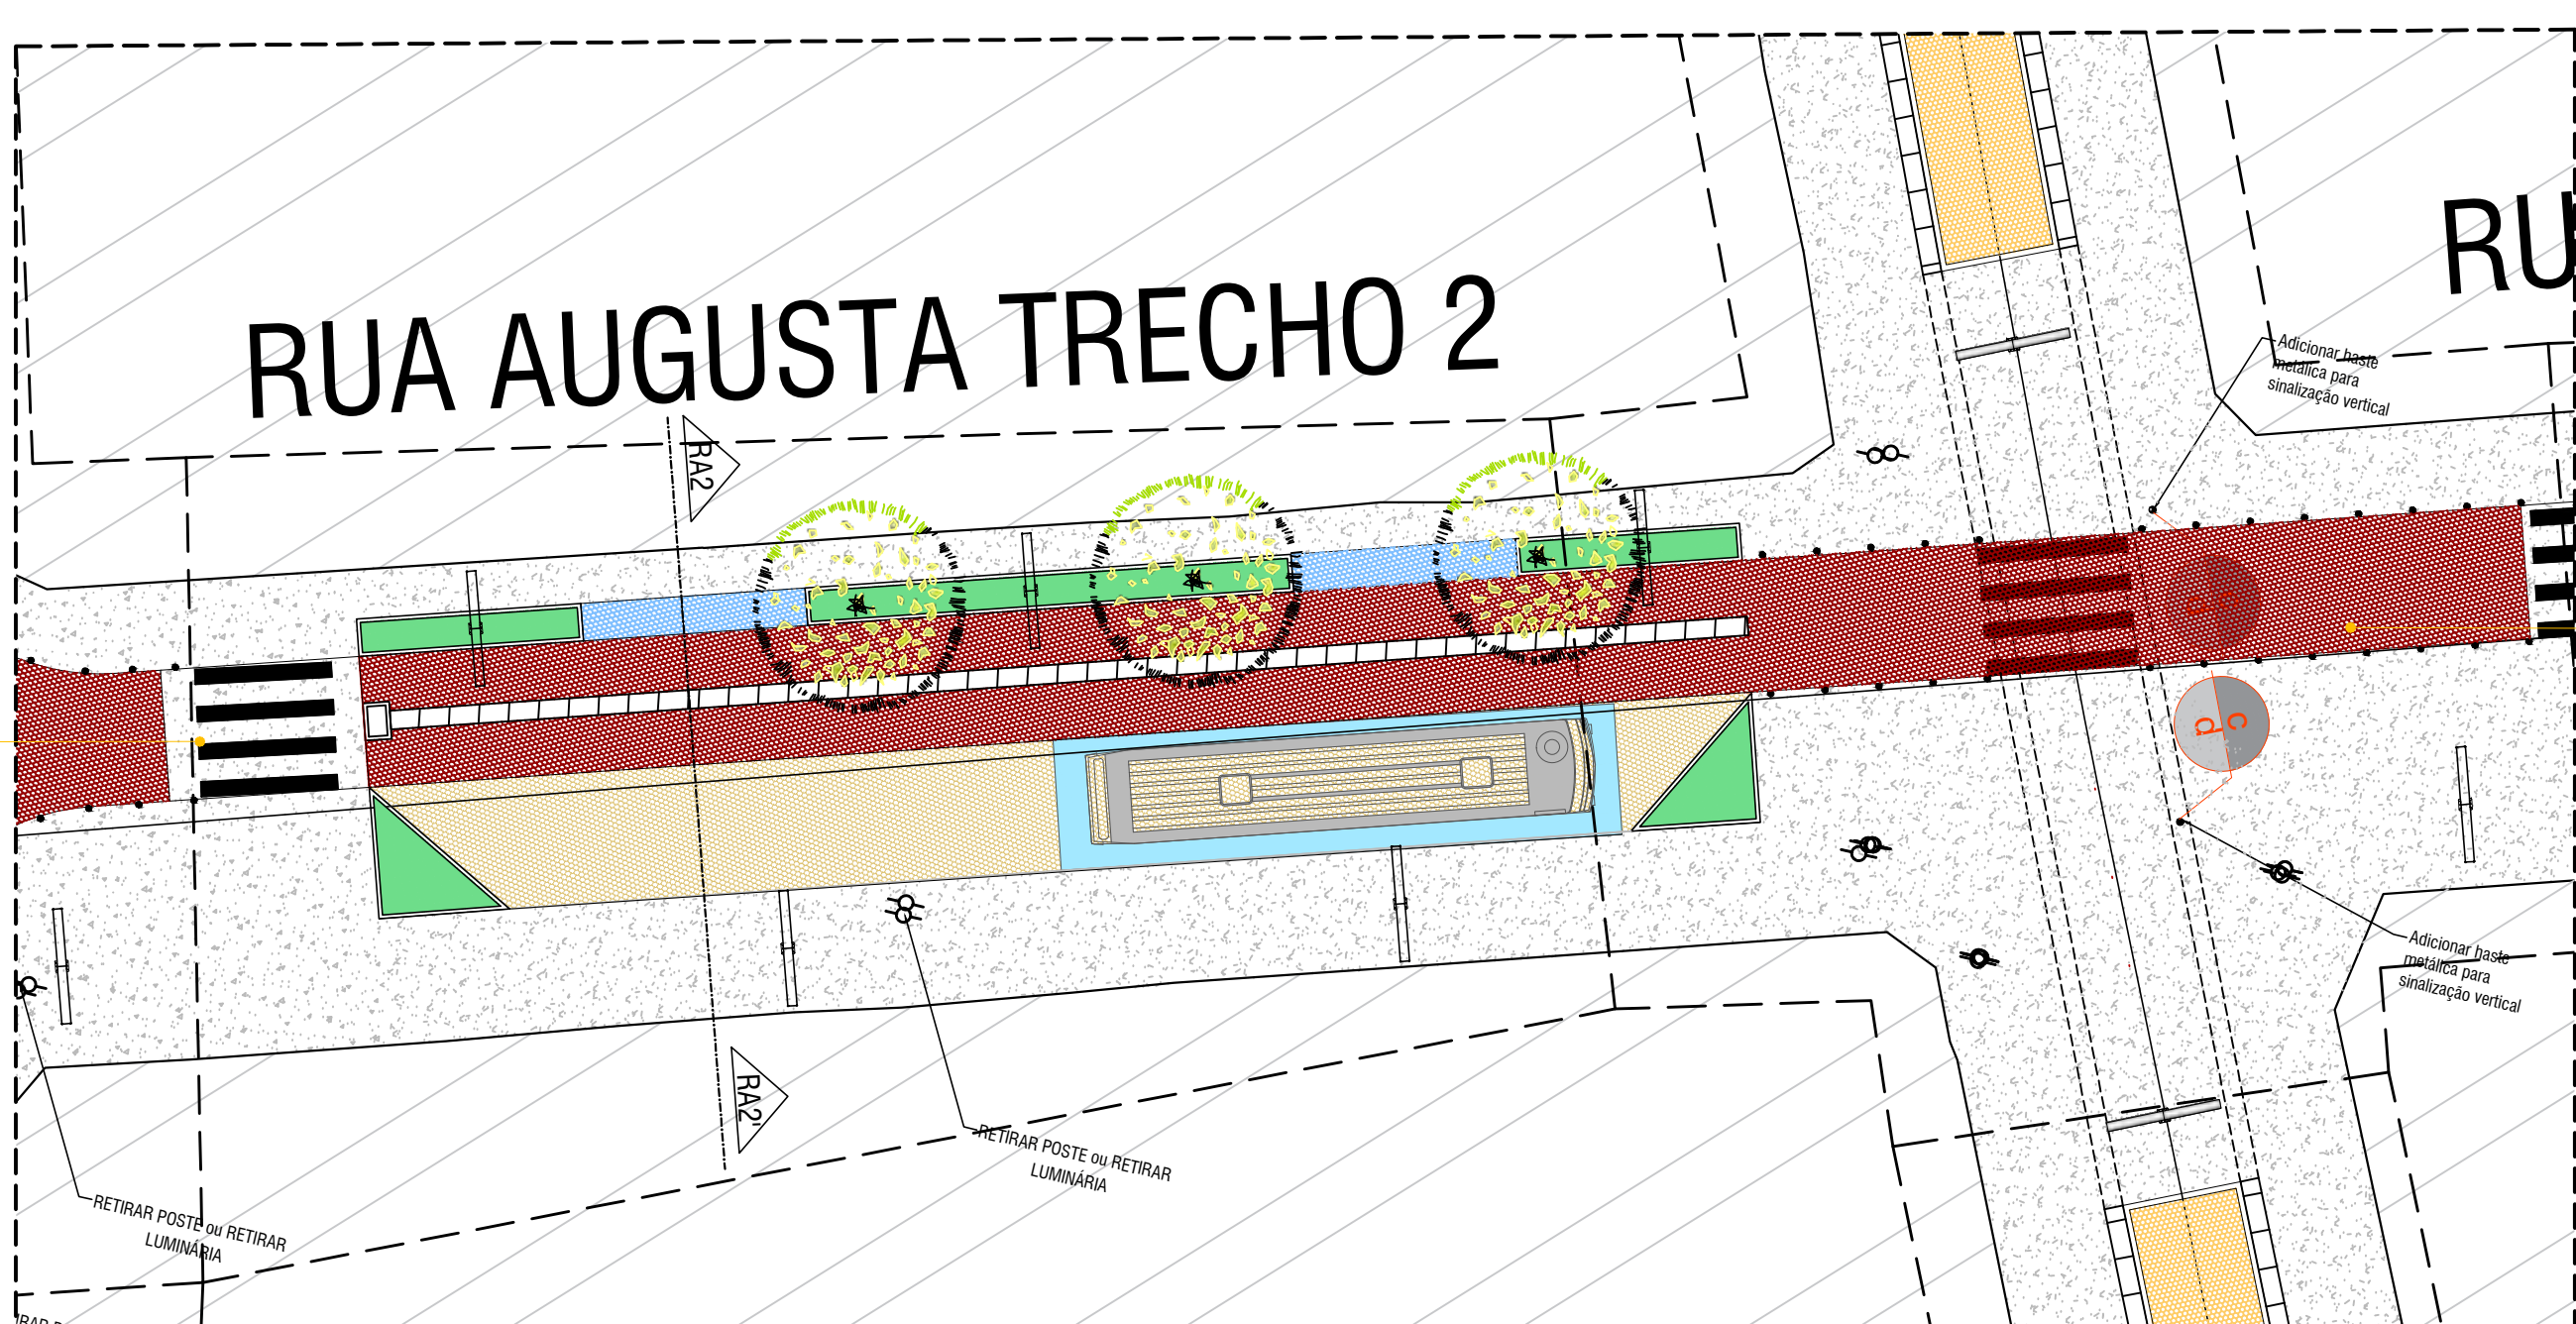 RUA AUGUSTA TRECHO 2
RU
Adicionar haste
metálica para
sinalização vertical
RA2
c
d
c
d
Adicionar haste
metálica para
sinalização vertical
RA2'
RETIRAR POSTE ou RETIRAR
LUMINÁRIA
RETIRAR POSTE ou RETIRAR
LUMINÁRIA